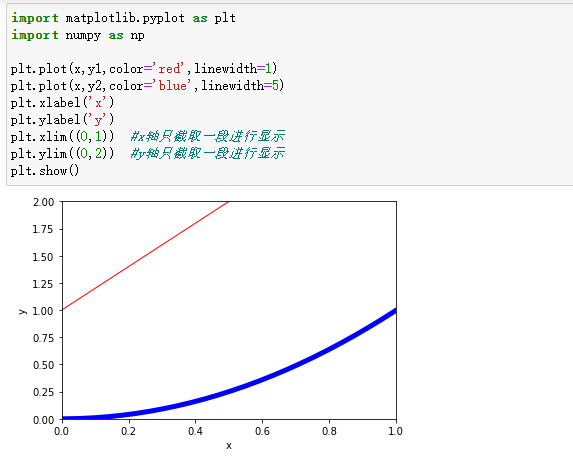 import matplotlib.pyplot as plt
import numpy as np
plt.plot(x,y1,color='red',linewidth=1)
plt.plot(x,y2,color='blue',linewidth=5)
plt.xlabel('x')
plt.ylabel('y')
plt.xlim((0,1))  #x轴只截取一段进行显示
plt.ylim((0,2))  #y轴只截取一段进行显示
plt.show()
2.00
1.75
1.50
1.25
1.00
0.75
0.50
0.25
0.00
y
0.0 0.2 0.4 0.6 0.8 1.0
x